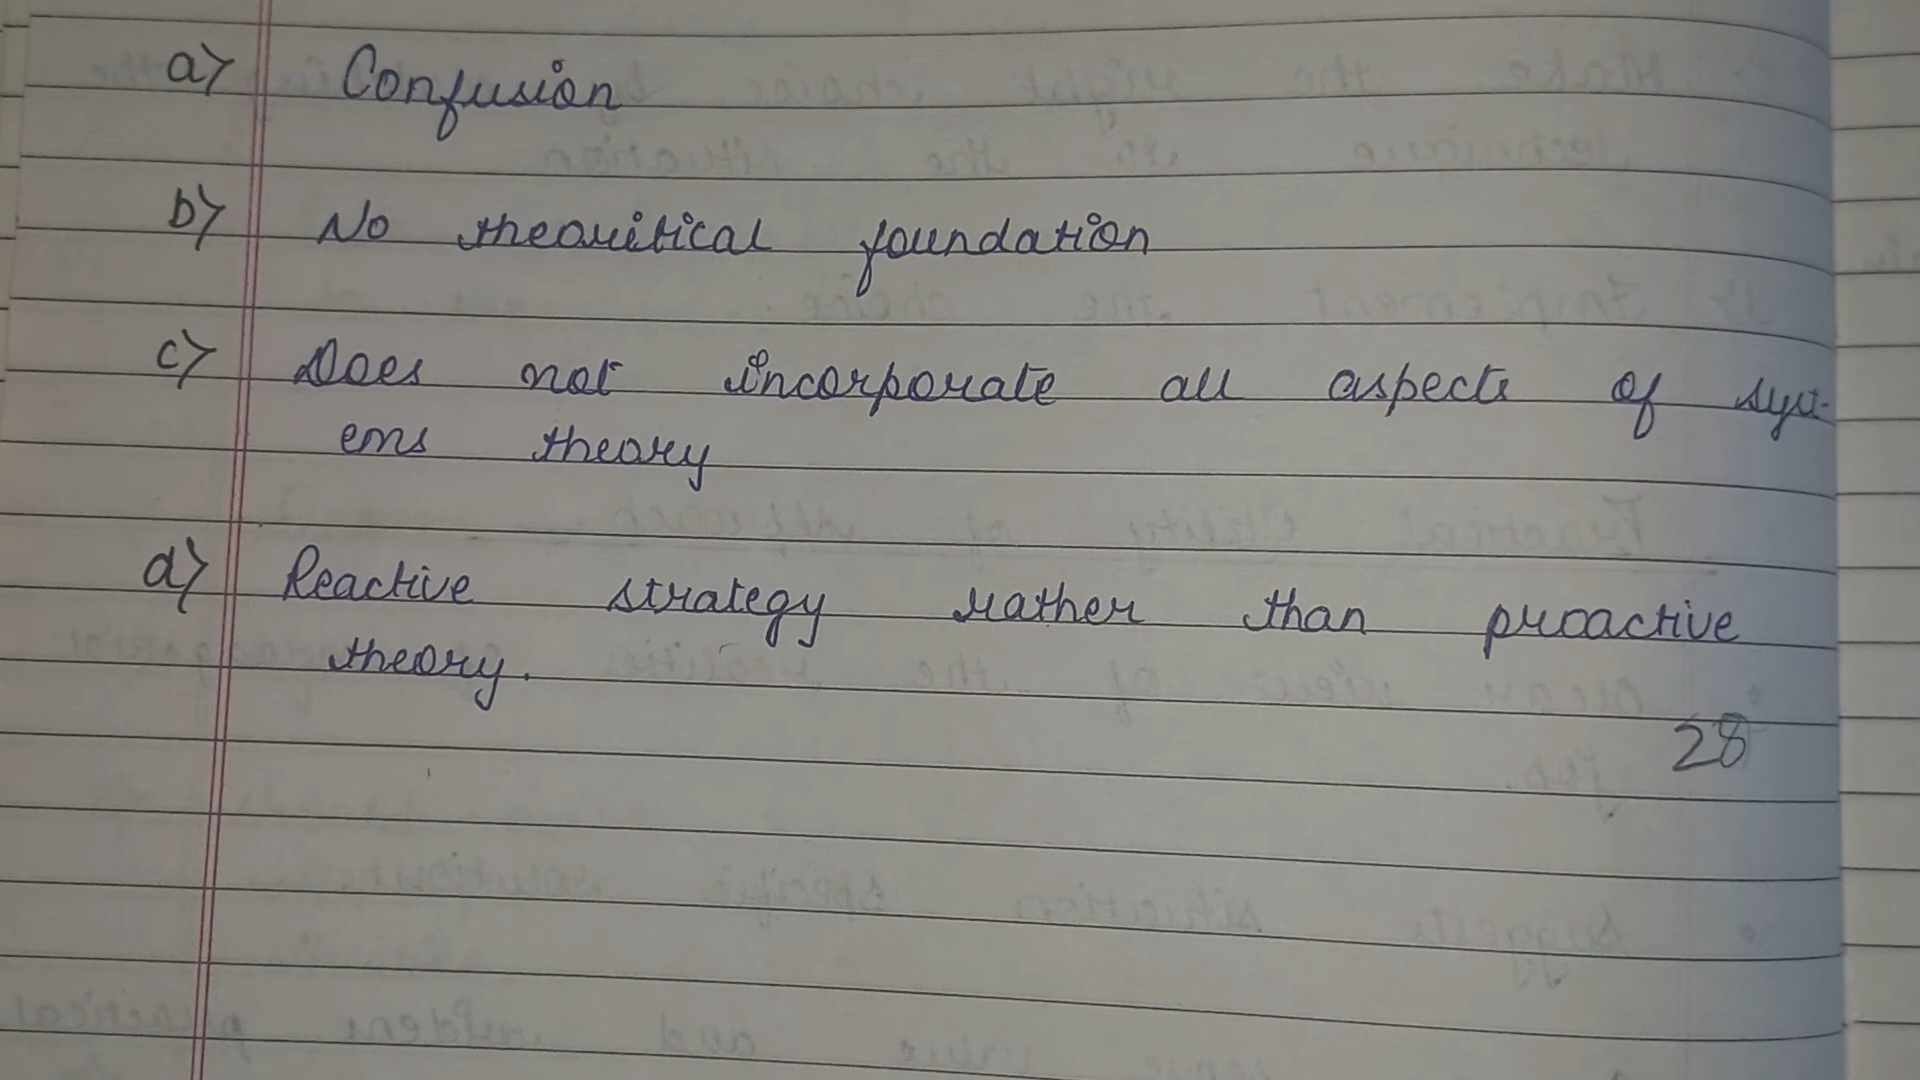 a) Confusion
b) No theoritical foundation
c) Does not incorporate all aspects of syst-
ems theory
d) Reactive strategy rather than proactive
theory.
28